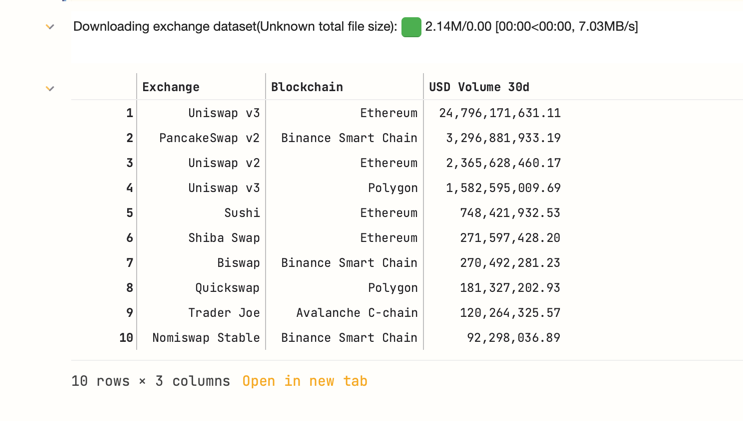 Downloading exchange dataset(Unknown total file size): 2.14M/0.00 [00:00<00:00, 7.03MB/s]
Exchange Blockchain USD Volume 30d
1 Uniswap v3 Ethereum 24,796,171,631.11
2 PancakeSwap v2 Binance Smart Chain 3,296,881,933.19
3 Uniswap v2 Ethereum 2,365,628,460.17
4 Uniswap v3 Polygon 1,582,595,009.69
5 Sushi Ethereum 748,421,932.53
6 Shiba Swap Ethereum 271,597,428.20
7 Biswap Binance Smart Chain 270,492,281.23
8 Quickswap Polygon 181,327,202.93
9 Trader Joe Avalanche C-chain 120,264,325.57
10 Nomiswap Stable Binance Smart Chain 92,298,036.89
10 rows × 3 columns Open in new tab